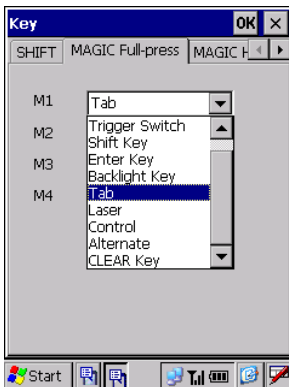 Key OK
SHIFT MAGIC Full-press MAGIC H
M1 Tab
M2
M3
M4
Trigger Switch
Shift Key
Enter Key
Backlight Key
Tab
Laser
Control
Alternate
CLEAR Key
Start